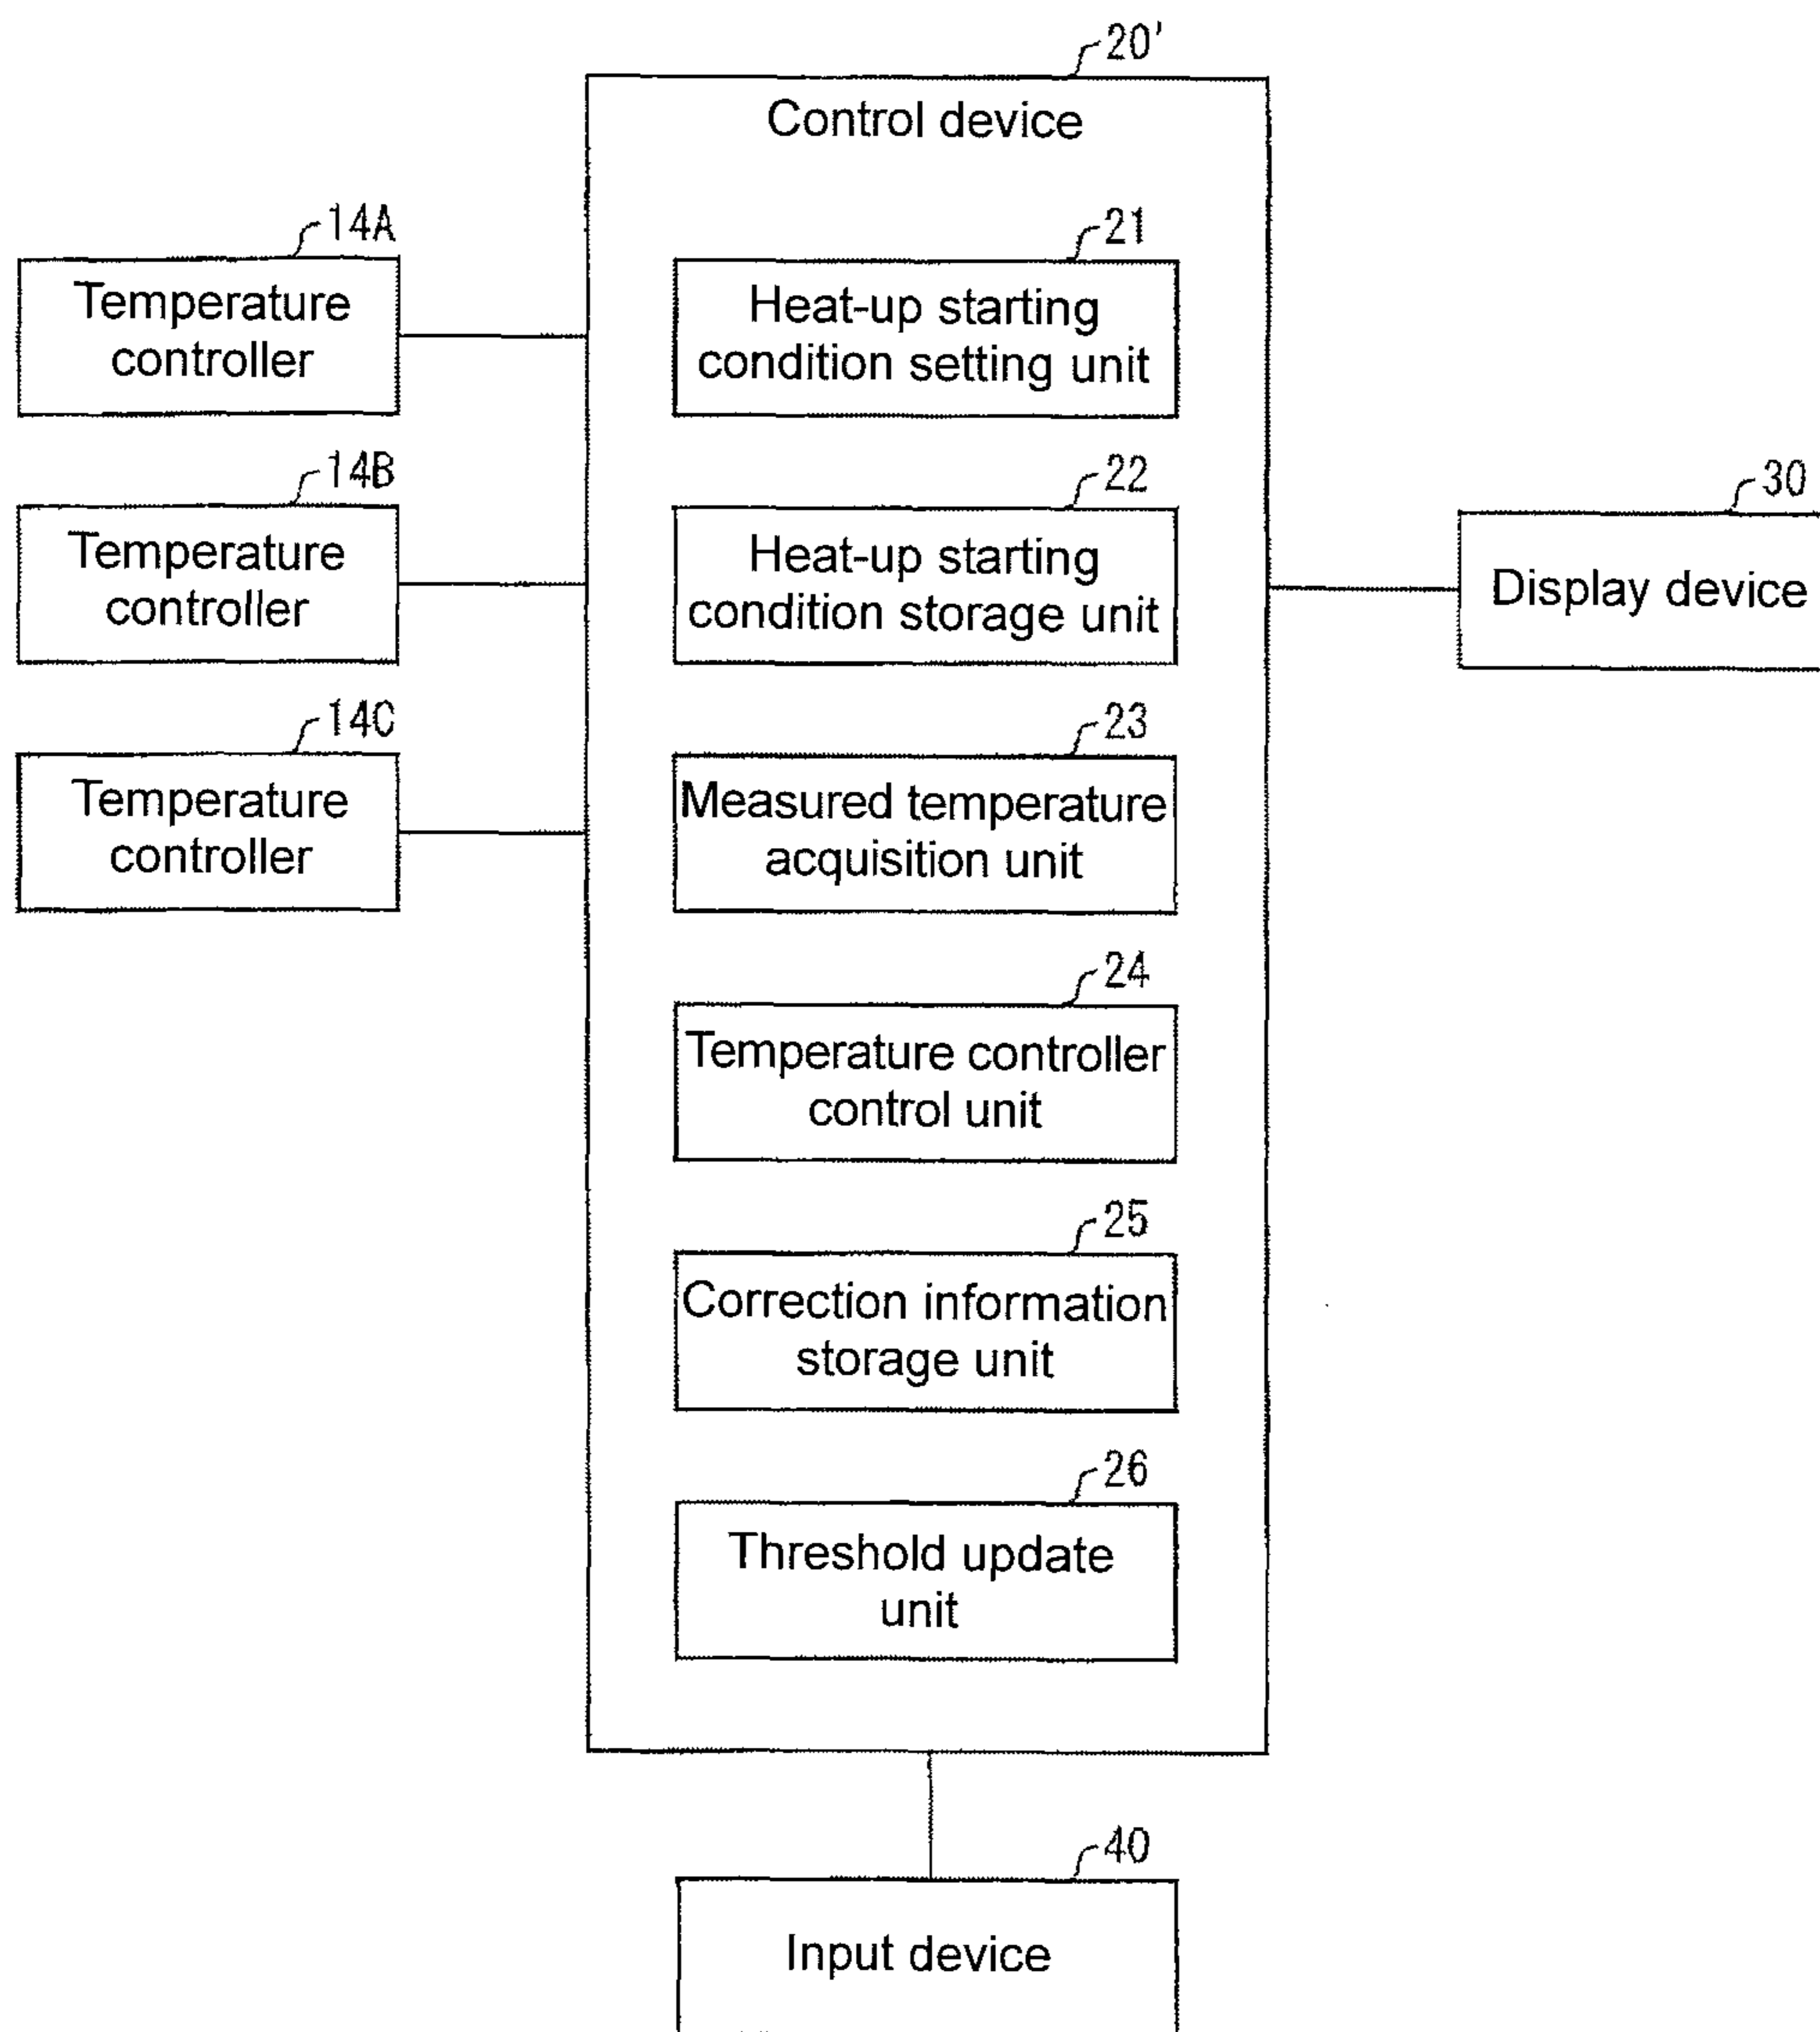 20'
Control device
14A
Temperature
controller
14B
Temperature
controller
14C
Temperature
controller
21
Heat-up starting
condition setting unit
22
Heat-up starting
condition storage unit
23
Measured temperature
acquisition unit
24
Temperature controller
control unit
25
Correction information
storage unit
26
Threshold update
unit
30
Display device
40
Input device